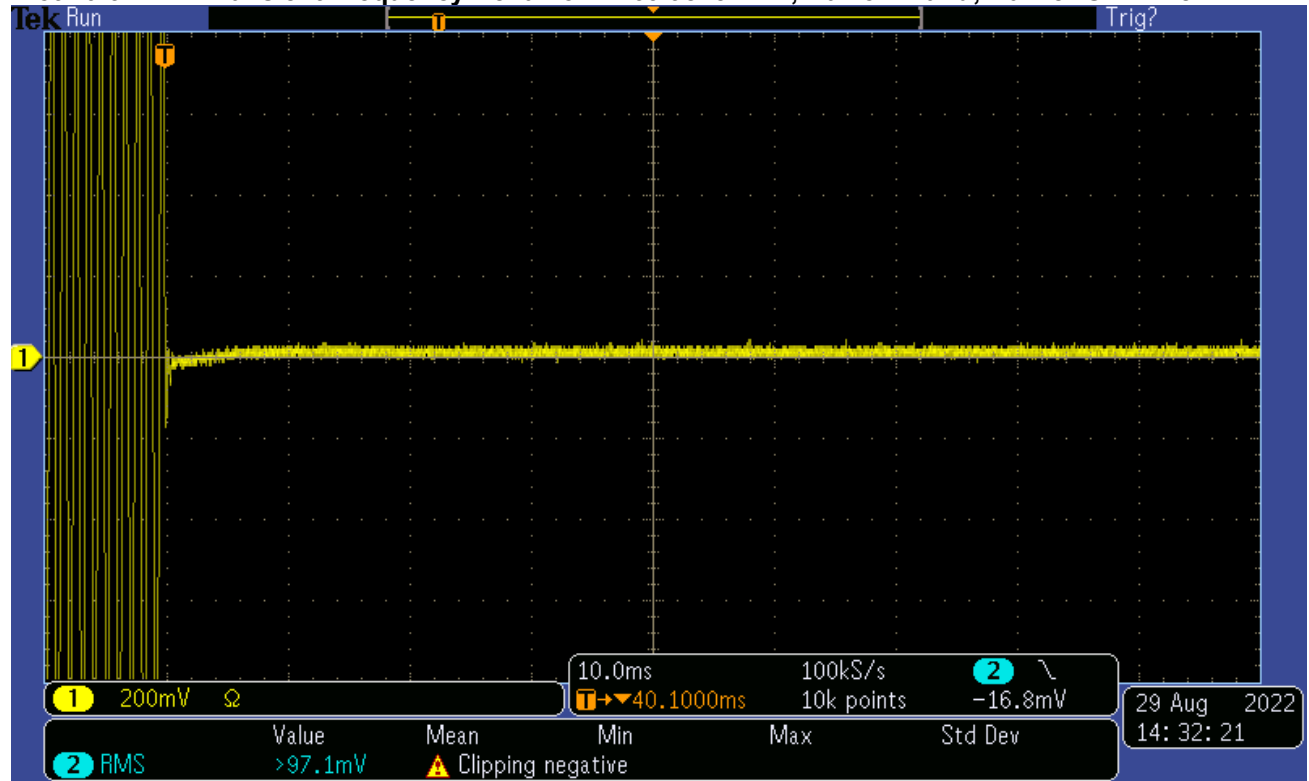 Tek Run
Trig?
T
T
1
10.0ms 100kS/s 2 \
T→▼40.1000ms 10k points −16.8mV
1 200mV Ω
29 Aug 2022
14: 32: 21
Value Mean Min Max Std Dev
2 RMS >97.1mV Clipping negative